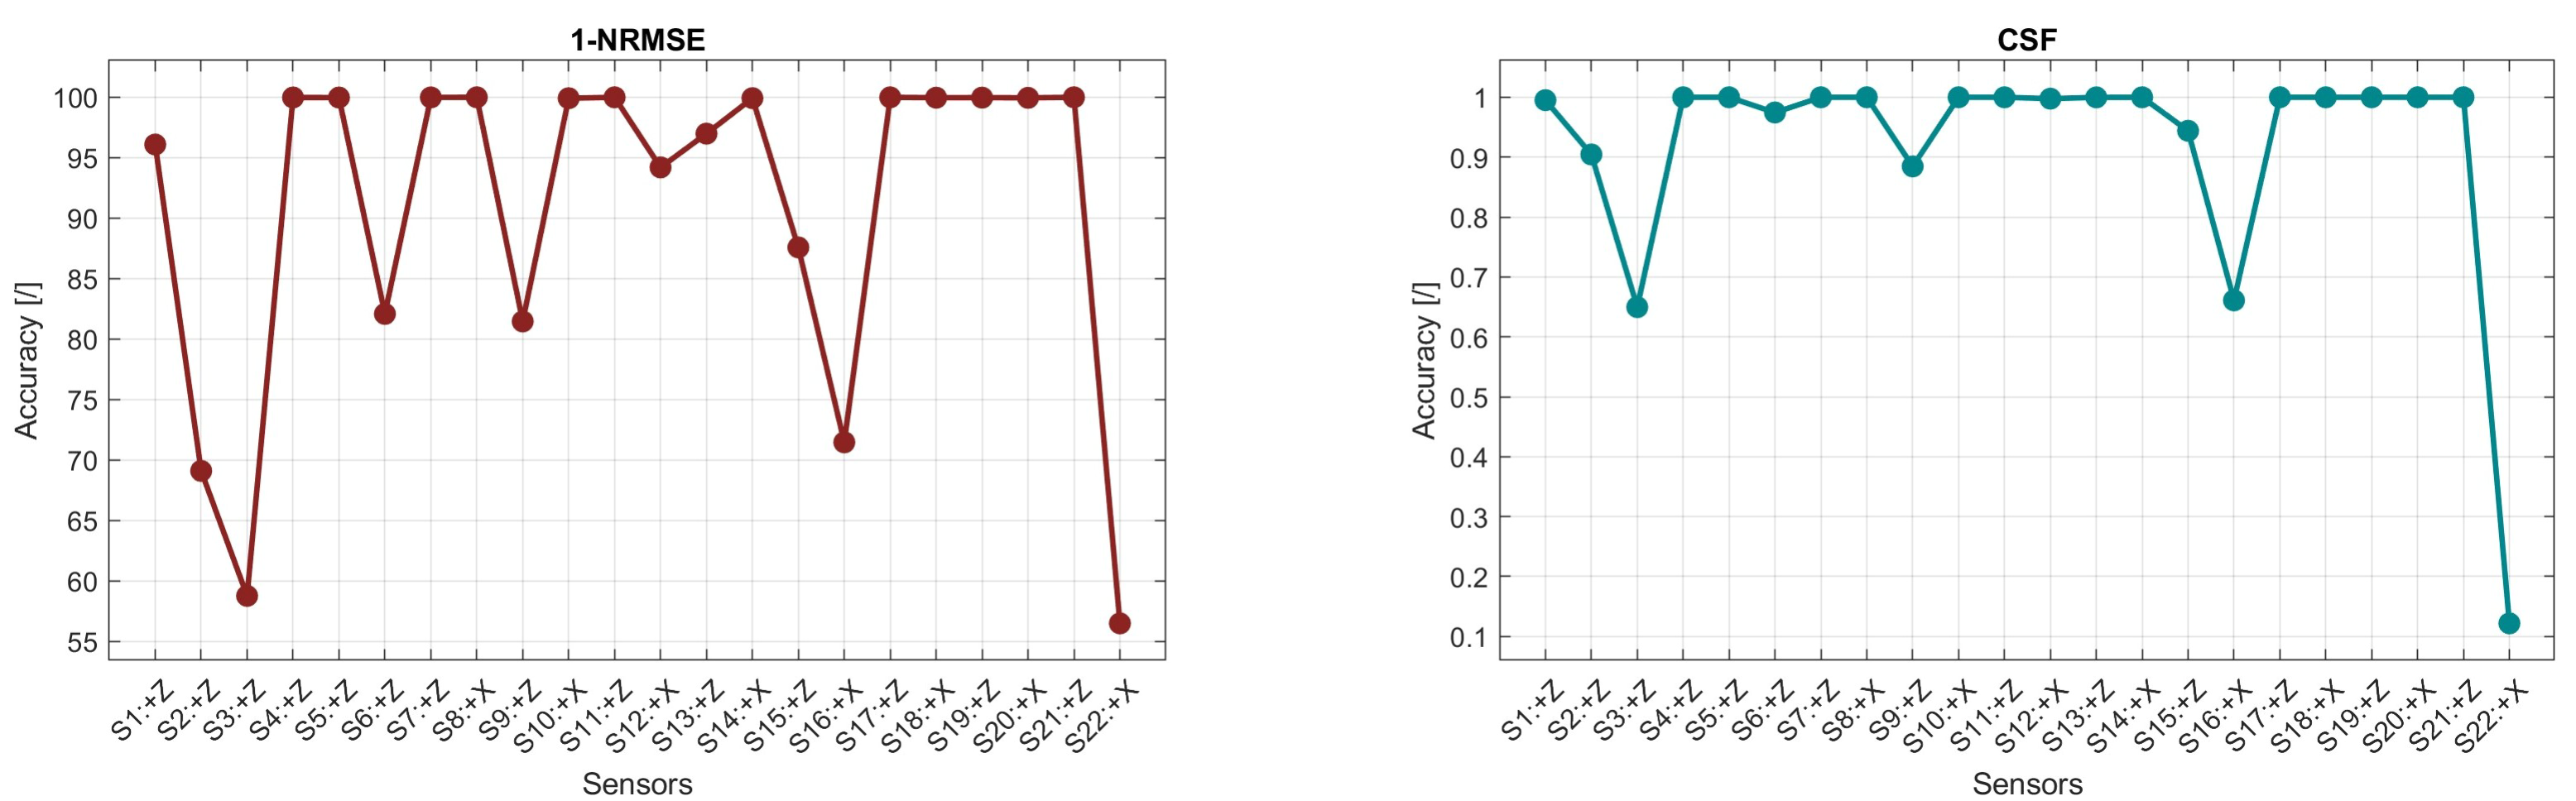 1-NRMSE
Accuracy [/]
100
95
90
85
80
75
70
65
60
55
S1:+Z
S2:+Z
S3:+Z
S4:+Z
S5:+Z
S6:+Z
S7:+Z
S8:+X
S9:+Z
S10:+X
S11:+Z
S12:+X
S13:+Z
S14:+X
S15:+Z
S16:+X
S17:+Z
S18:+X
S19:+Z
S20:+X
S21:+Z
S22:+X
Sensors
CSF
Accuracy [/]
1
0.9
0.8
0.7
0.6
0.5
0.4
0.3
0.2
0.1
S1:+Z
S2:+Z
S3:+Z
S4:+Z
S5:+Z
S6:+Z
S7:+Z
S8:+X
S9:+Z
S10:+X
S11:+Z
S12:+X
S13:+Z
S14:+X
S15:+Z
S16:+X
S17:+Z
S18:+X
S19:+Z
S20:+X
S21:+Z
S22:+X
Sensors